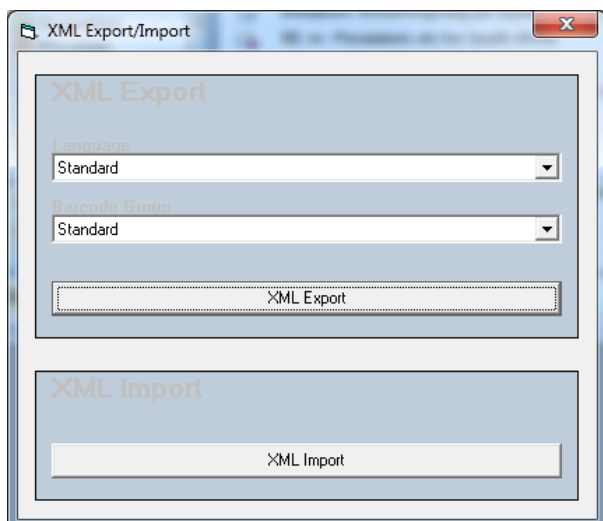 XML Export/Import
XML Export
Language
Standard
Barcode Group
Standard
XML Export
XML Import
XML Import